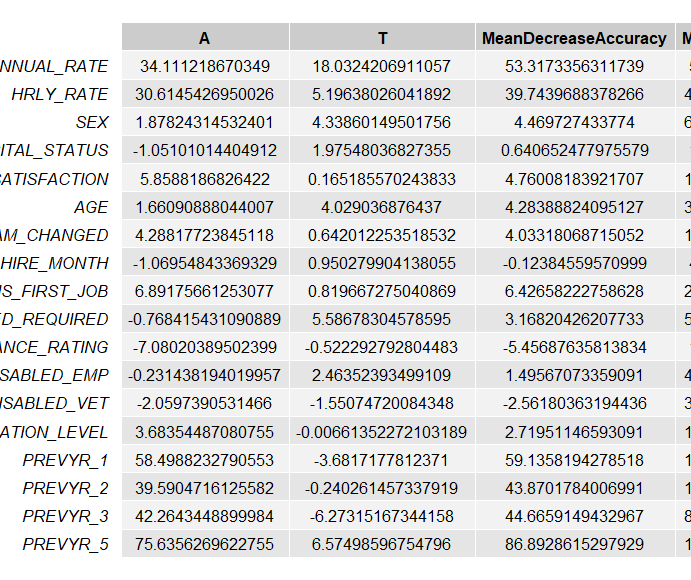 A T MeanDecreaseAccuracy M
NNUAL_RATE 34.111218670349 18.0324206911057 53.3173356311739
HRLY_RATE 30.6145426950026 5.19638026041892 39.7439688378266 4
SEX 1.87824314532401 4.33860149501756 4.469727433774 6
ITAL_STATUS -1.05101014404912 1.97548036827355 0.640652477975579
ATISFACTION 5.8588186826422 0.165185570243833 4.76008183921707 1
AGE 1.66090888044007 4.029036876437 4.28388824095127 3
AM_CHANGED 4.28817723845118 0.642012253518532 4.03318068715052 1
HIRE_MONTH -1.06954843369329 0.950279904138055 -0.12384559570999
S_FIRST_JOB 6.89175661253077 0.819667275040869 6.42658222758628 2
ED_REQUIRED -0.768415431090889 5.58678304578595 3.16820426207733 5
ANCE_RATING -7.08020389502399 -0.522292792804483 -5.45687635813834
SABLED_EMP -0.231438194019957 2.46352393499109 1.49567073359091 4
ISABLED_VET -2.0597390531466 -1.55074720084348 -2.56180363194436 3
ATION_LEVEL 3.68354487080755 -0.00661352272103189 2.71951146593091 1
PREVYR_1 58.4988232790553 -3.6817177812371 59.1358194278518 1
PREVYR_2 39.5904716125582 -0.240261457337919 43.8701784006991 1
PREVYR_3 42.2643448899984 -6.27315167344158 44.6659149432967 8
PREVYR_5 75.6356269622755 6.57498596754796 86.8928615297929 1